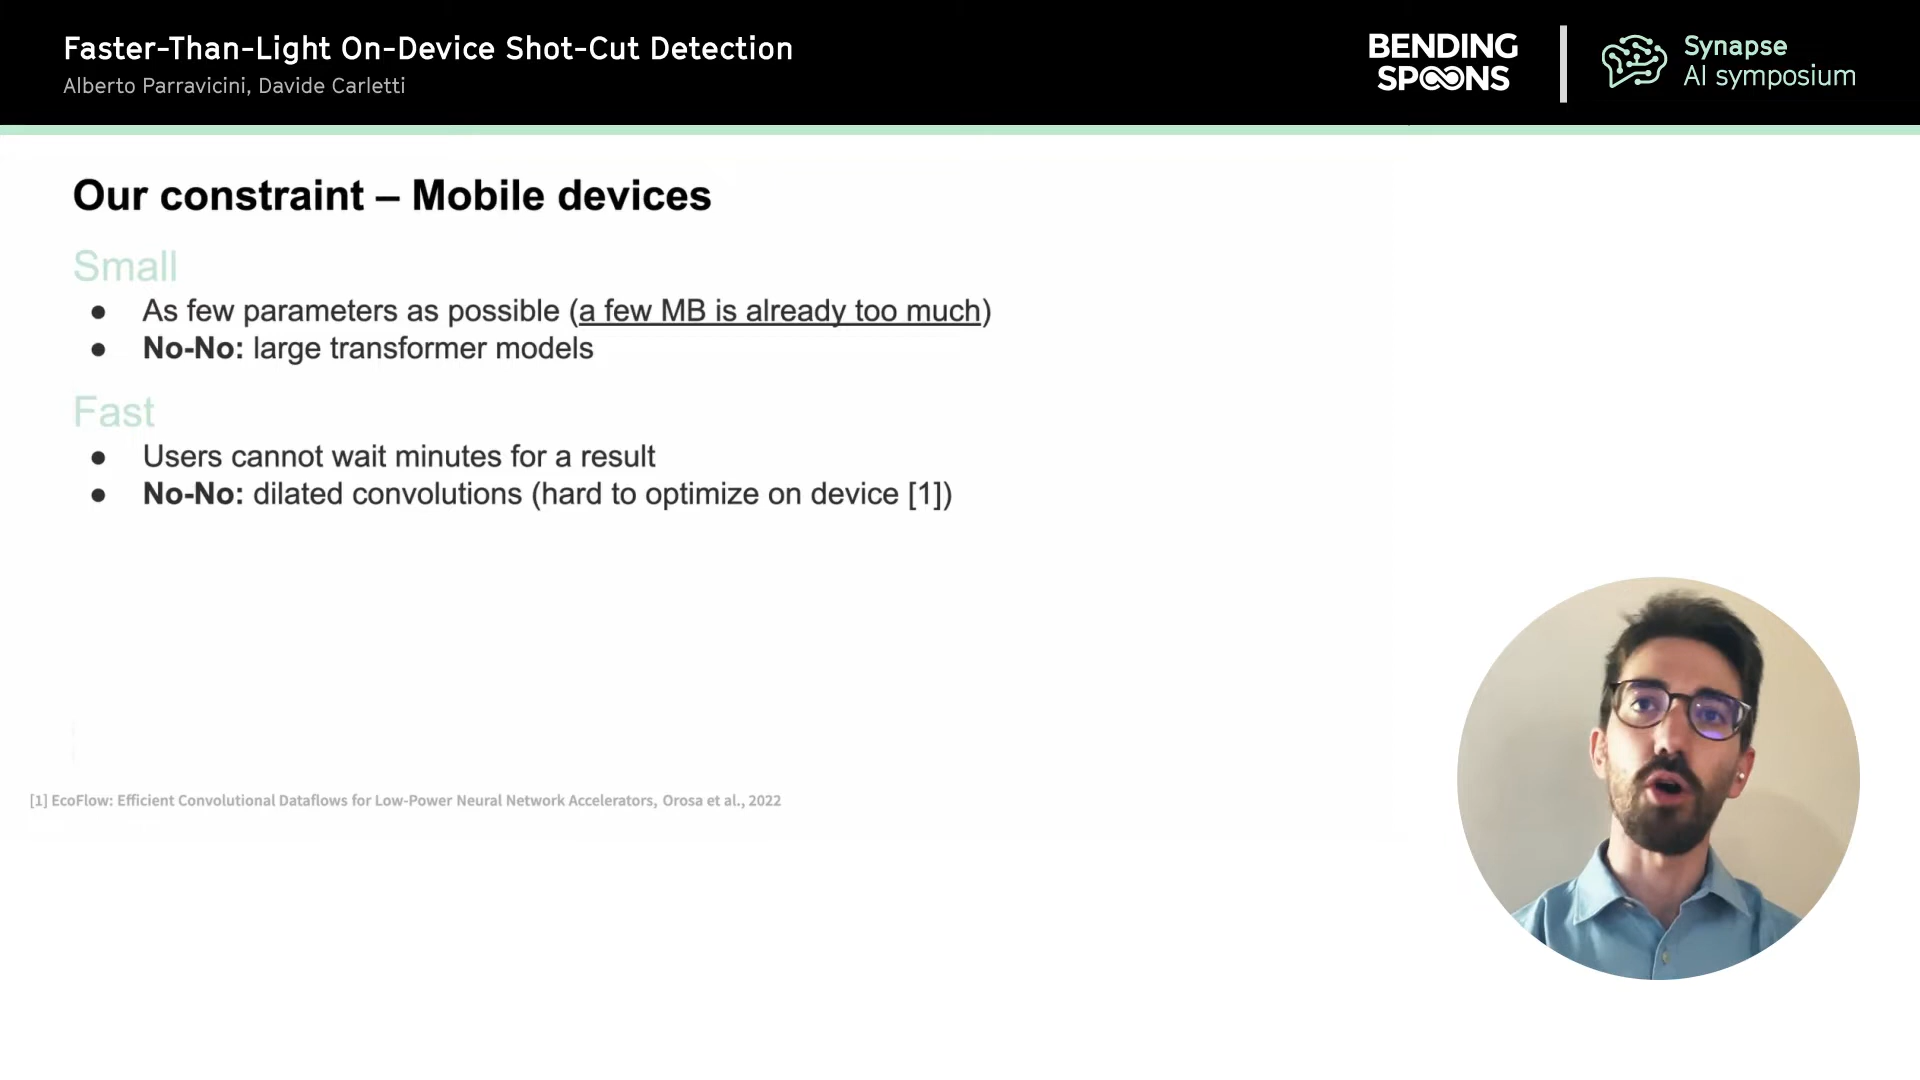 Faster-Than-Light On-Device Shot-Cut Detection
Alberto Parravicini, Davide Carletti
BENDING
SPOONS
Synapse
AI symposium
Our constraint – Mobile devices
Small
● As few parameters as possible (a few MB is already too much)
● No-No: large transformer models
Fast
● Users cannot wait minutes for a result
● No-No: dilated convolutions (hard to optimize on device [1])
[1] EcoFlow: Efficient Convolutional Dataflows for Low-Power Neural Network Accelerators, Orosa et al., 2022